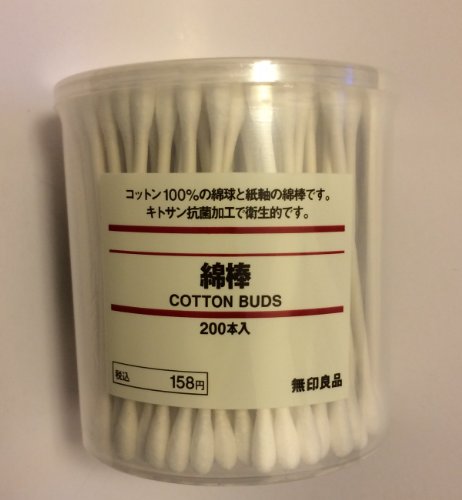 コットン100%の綿球と紙軸の綿棒です。
キトサン抗菌加工で衛生的です。
綿棒
COTTON BUDS
200本入
税込 158円
無印良品